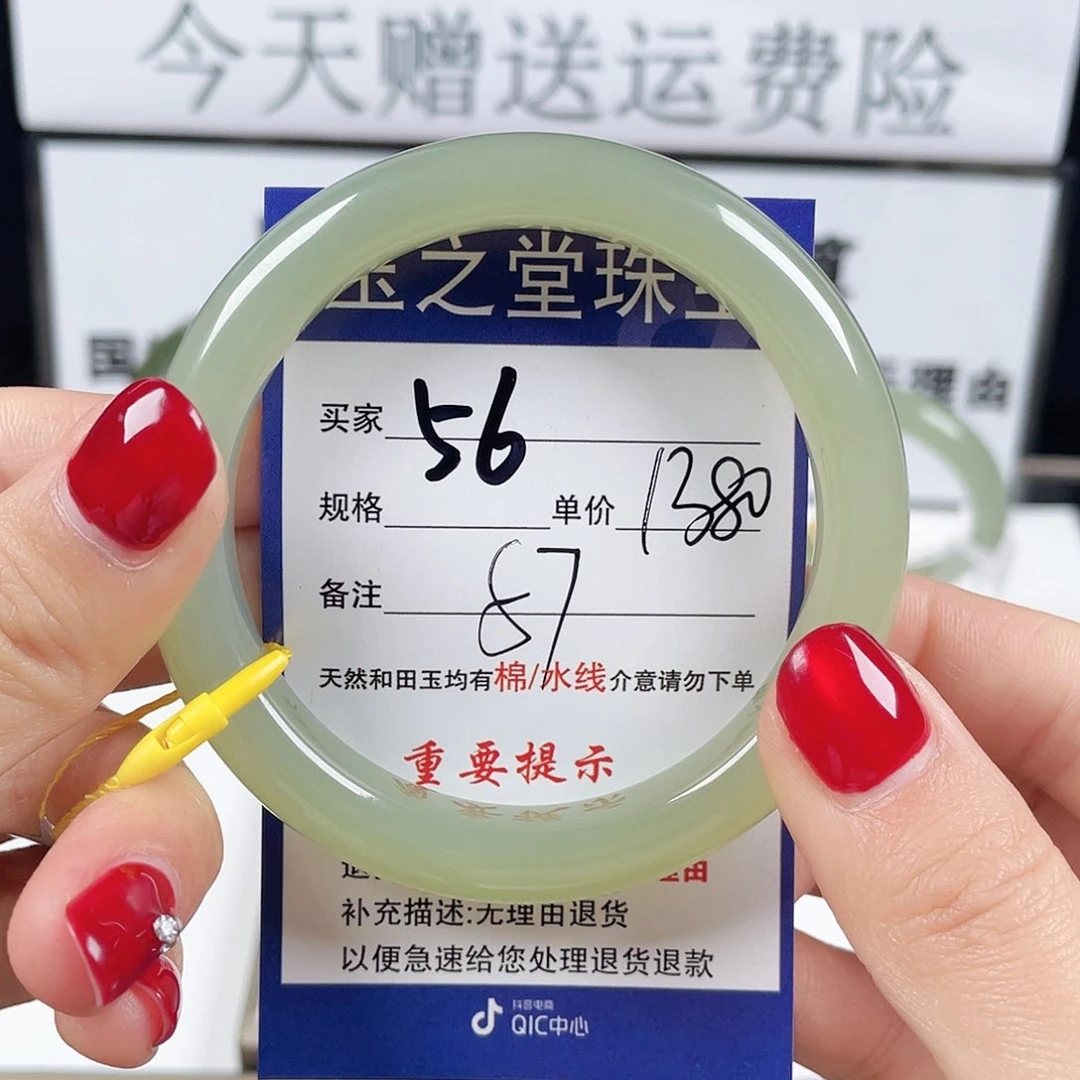 今天赠送运费险
玉之堂珠宝
买家 56
规格 单价 1380
备注 87
天然和田玉均有棉/水线介意请勿下单
重要提示
理由
补充描述:无理由退货
以便急速给您处理退货退款
抖音电商
QIC中心